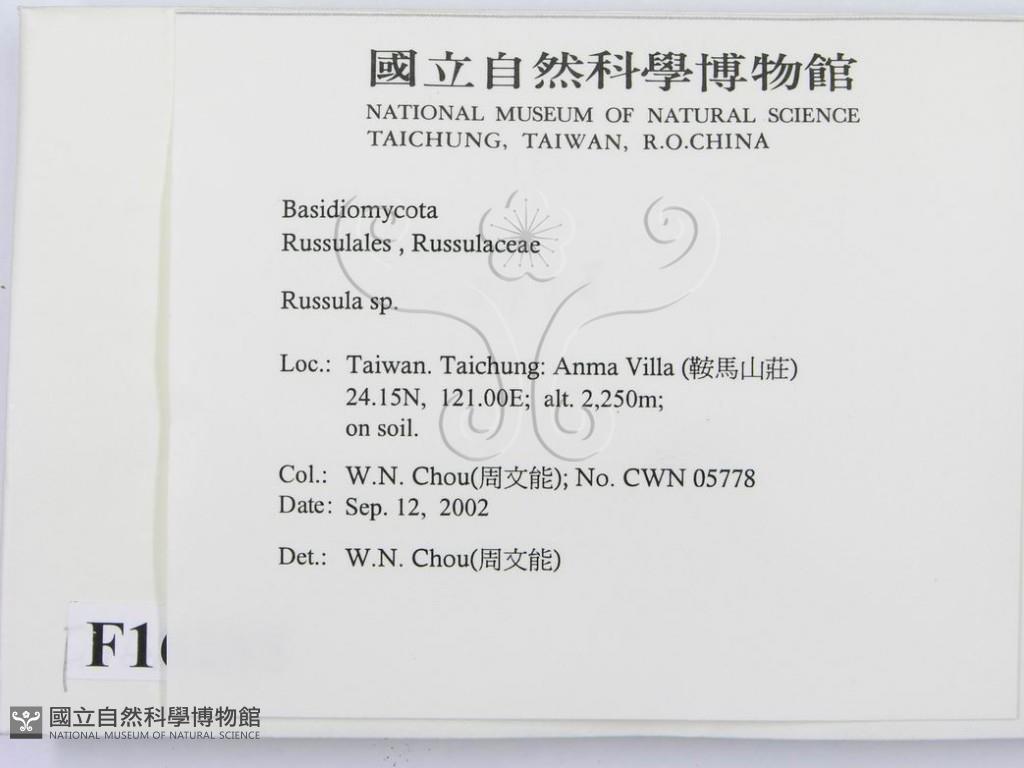 國立自然科學博物館
NATIONAL MUSEUM OF NATURAL SCIENCE
TAICHUNG, TAIWAN, R.O.CHINA
Basidiomycota
Russulales , Russulaceae
Russula sp.
Loc.: Taiwan. Taichung: Anma Villa (鞍馬山莊)
24.15N, 121.00E; alt. 2,250m;
on soil.
Col.: W.N. Chou(周文能); No. CWN 05778
Date: Sep. 12, 2002
Det.: W.N. Chou(周文能)
國立自然科學博物館
NATIONAL MUSEUM OF NATURAL SCIENCE